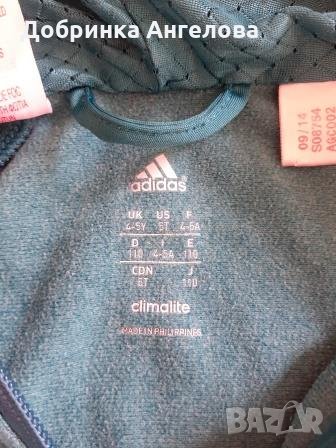 Добринка Ангелова
09/14
S08754
adidas
UK US F
4-5Y 5T 4-5A
D I E
110 4-5A 110
CDN J
5T 110
climalite
MADE IN PHILIPPINES
BAZAR